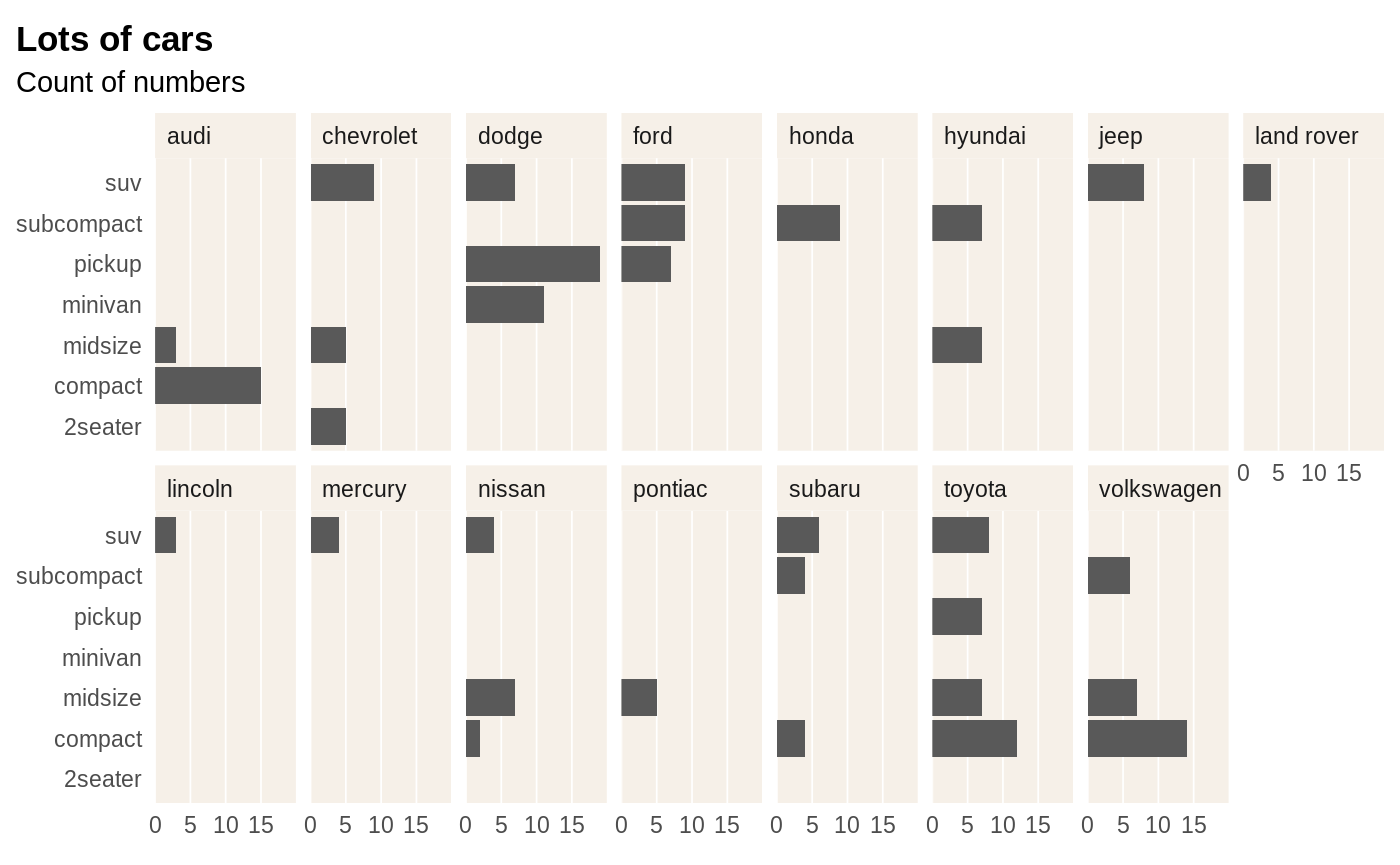 Lots of cars
Count of numbers
audi chevrolet dodge ford honda hyundai jeep land rover
suv
subcompact
pickup
minivan
midsize
compact
2seater
0 5 10 15
lincoln mercury nissan pontiac subaru toyota volkswagen
suv
subcompact
pickup
minivan
midsize
compact
2seater
0 5 10 15 0 5 10 15 0 5 10 15 0 5 10 15 0 5 10 15 0 5 10 15 0 5 10 15